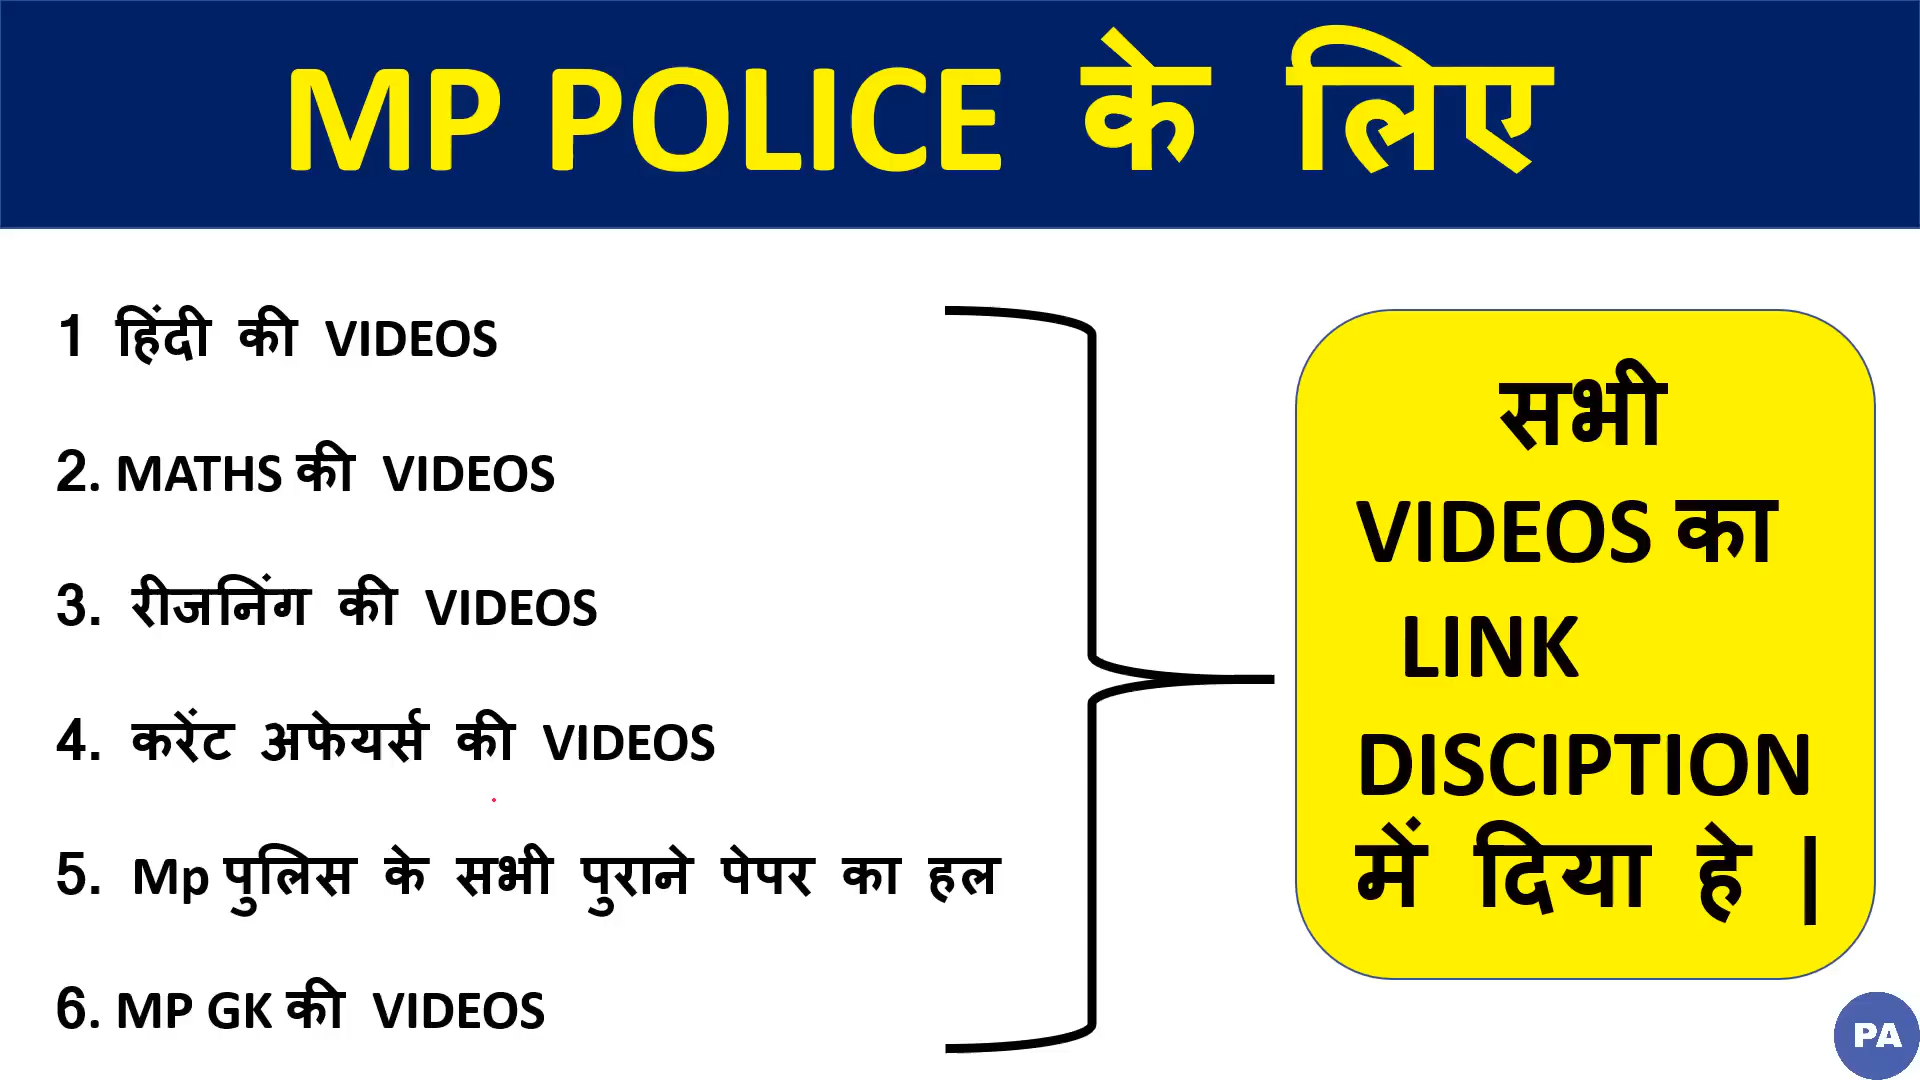 MP POLICE के लिए
1 हिंदी की VIDEOS
2. MATHS की VIDEOS
3. रीजनिंग की VIDEOS
4. करेंट अफेयर्स की VIDEOS
5. Mp पुलिस के सभी पुराने पेपर का हल
6. MP GK की VIDEOS
सभी
VIDEOS का
LINK
DISCIPTION
में दिया हे |
PA